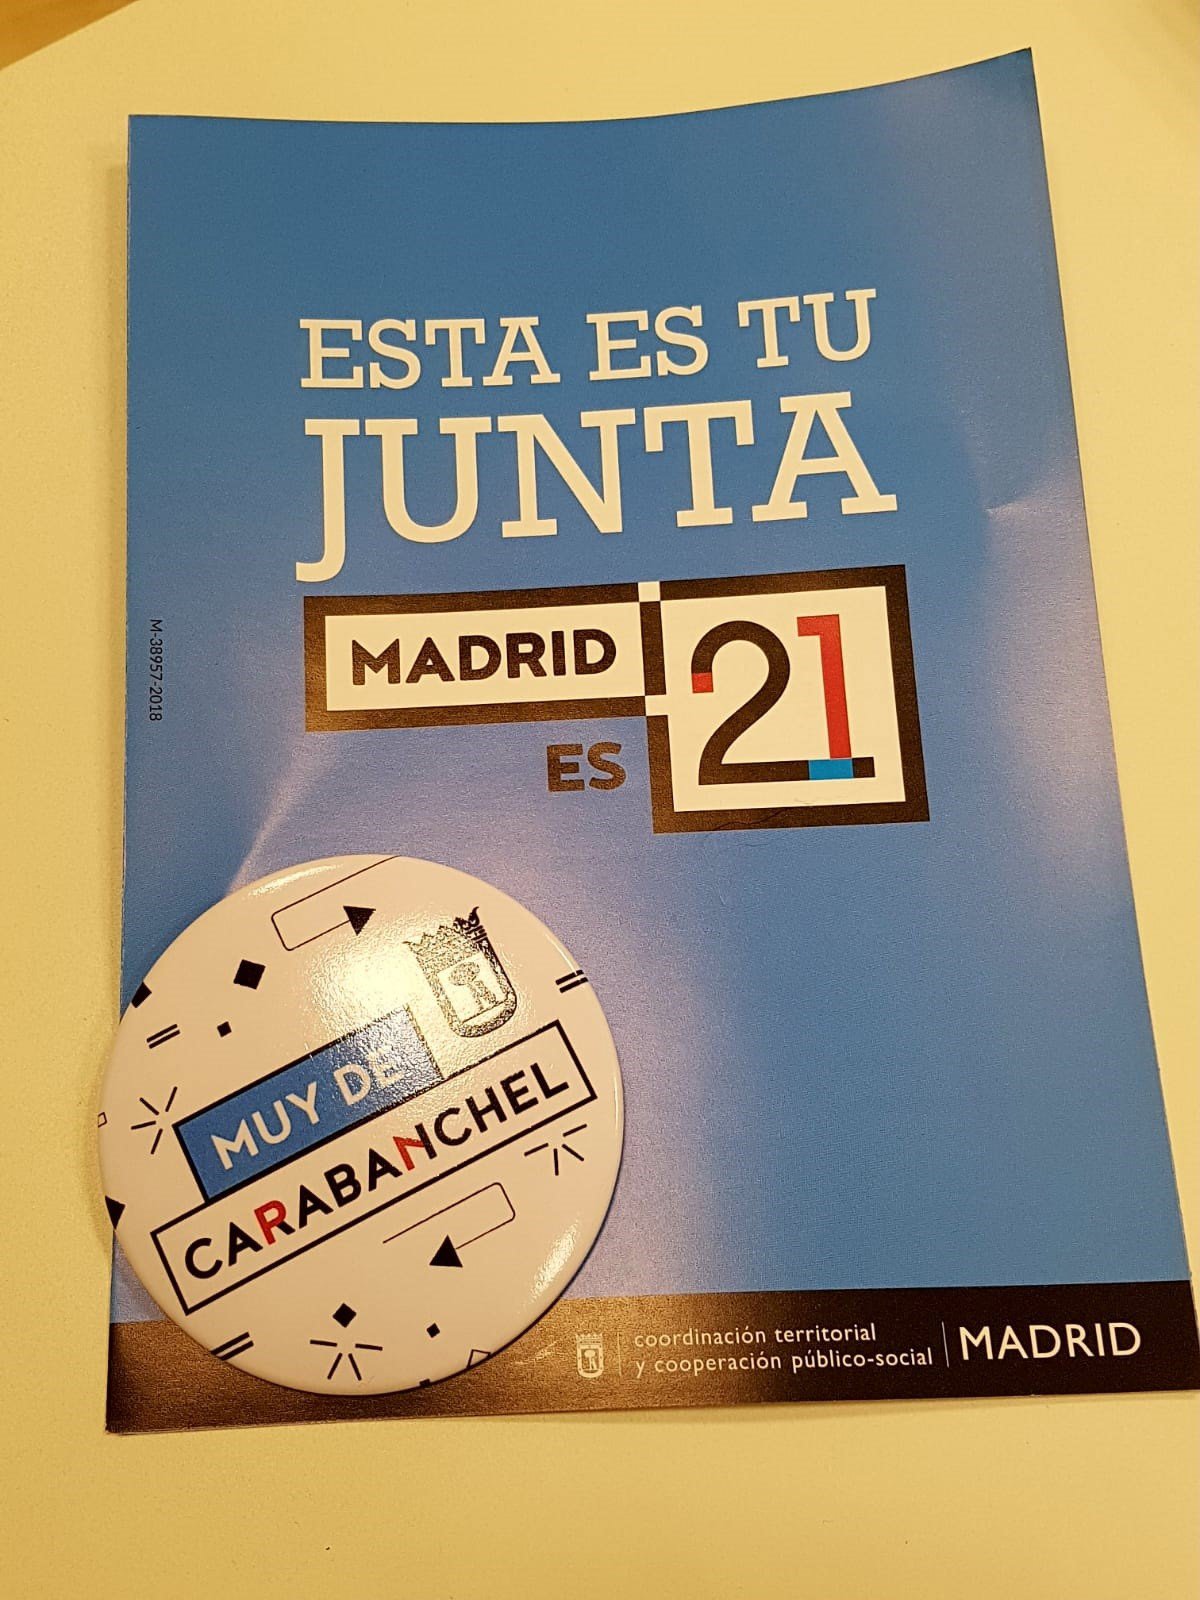 ESTA ES TU
JUNTA
MADRID
ES
21
M-38957-2018
MUY DE
CARABANCHEL
coordinación territorial
y cooperación público-social
MADRID